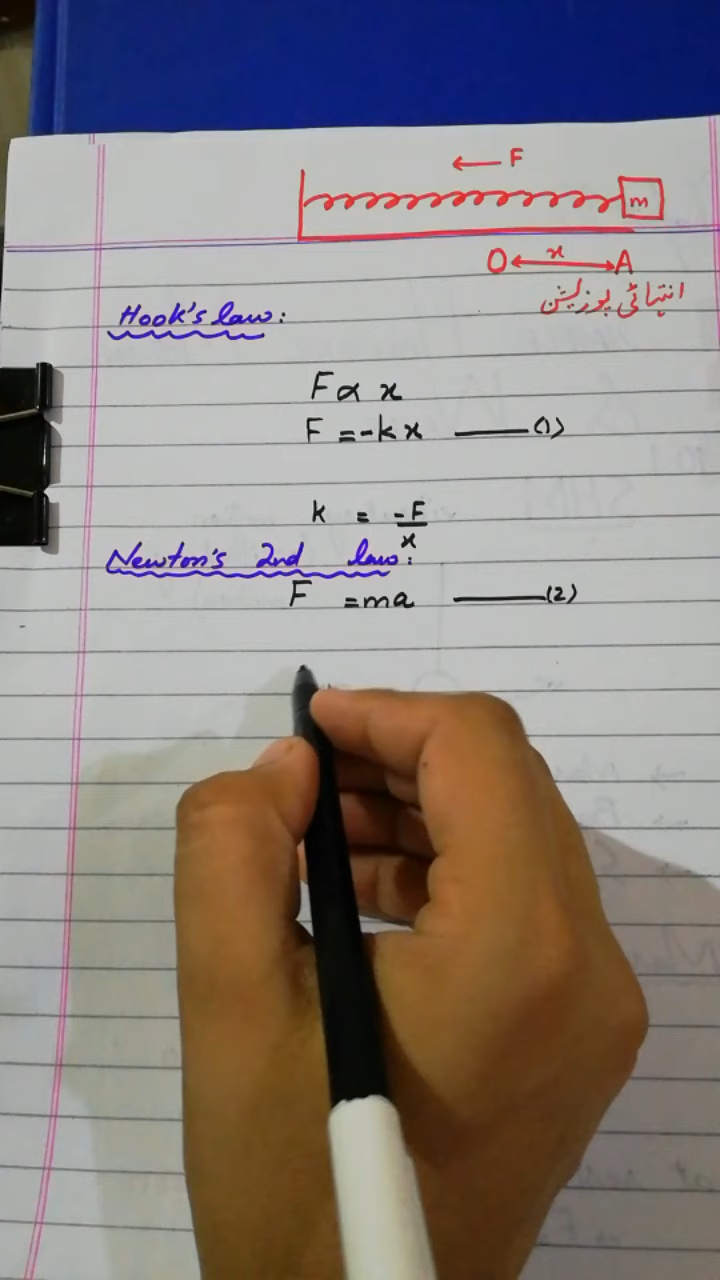 ← F
m
O ↔ A
x
انتہائی پوزیشن
Hook's law:
F ∝ x
F = -kx —— (1)
k = -F/x
Newton's 2nd law:
F = ma —— (2)